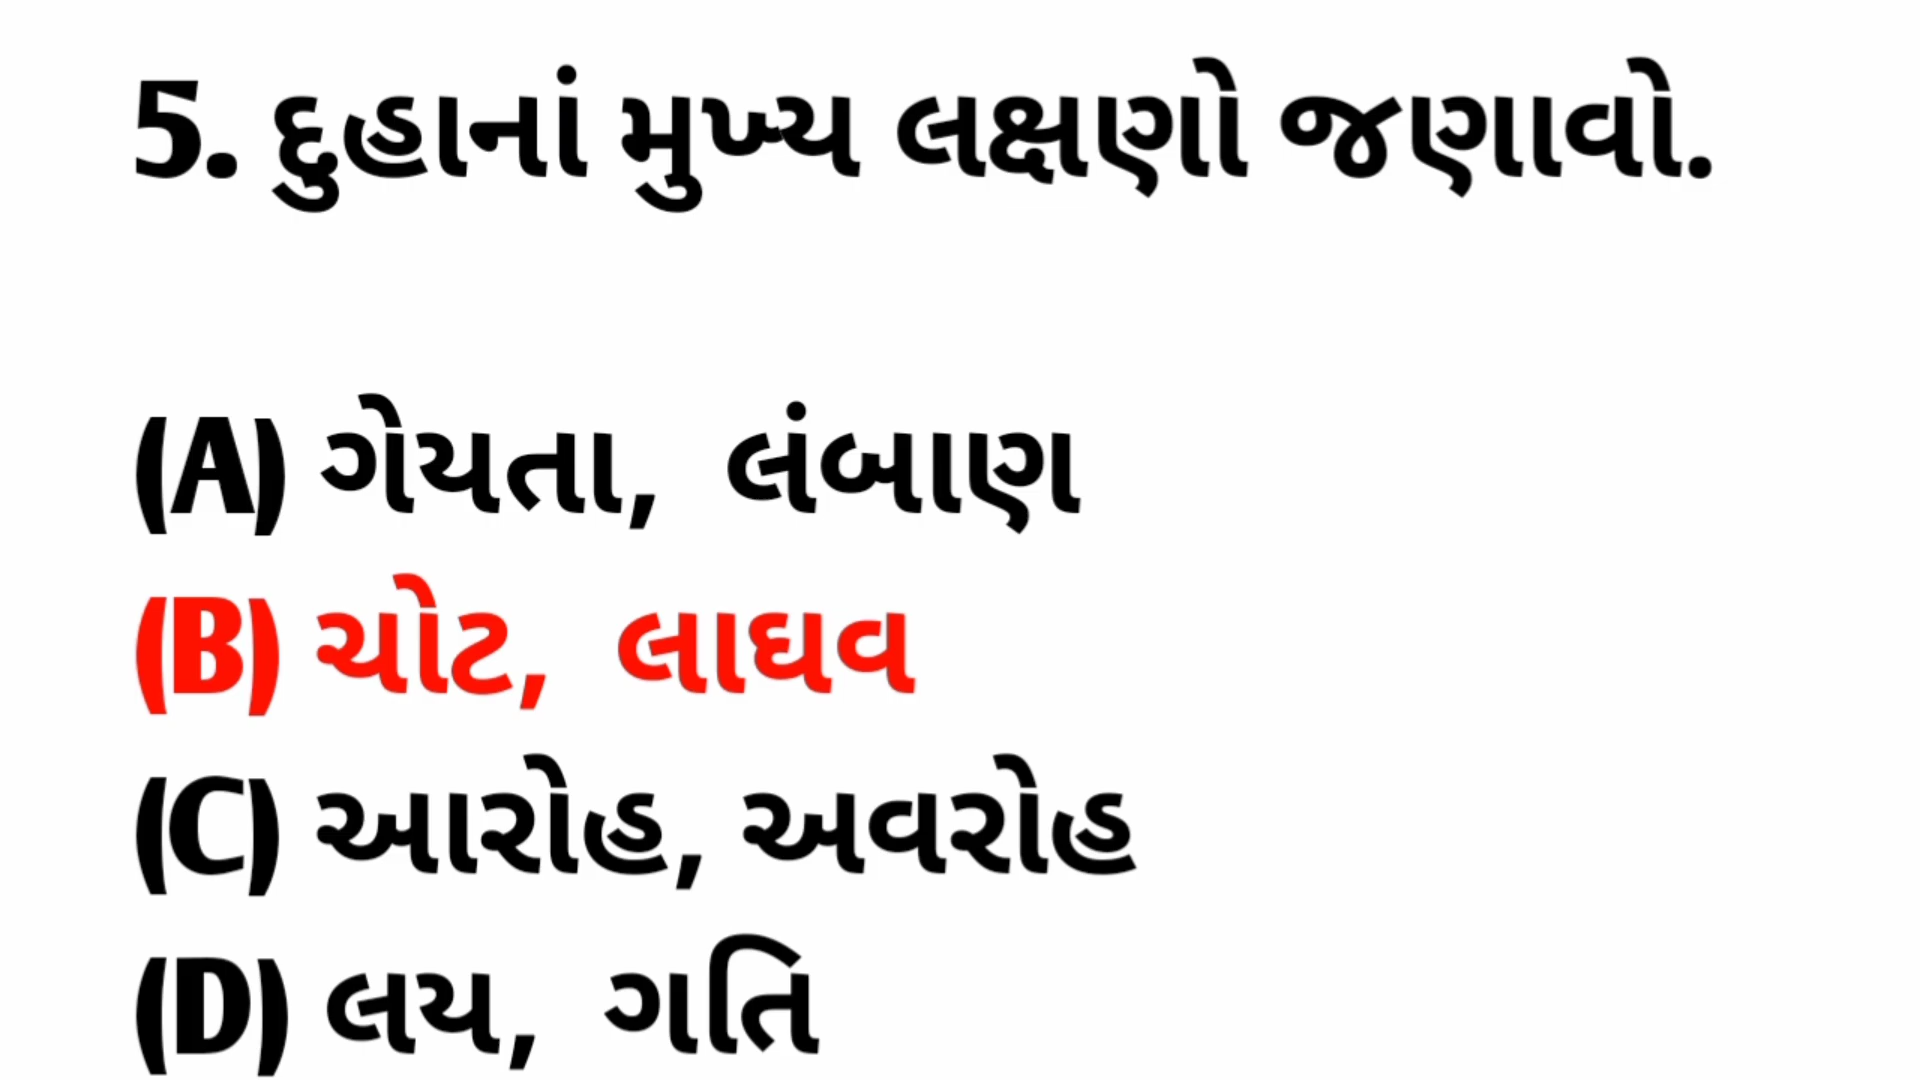 5. દુહાનાં મુખ્ય લક્ષણો જણાવો.
(A) ગેયતા, લંબાણ
(B) ચોટ, લાઘવ
(C) આરોહ, અવરોહ
(D) લય, ગતિ